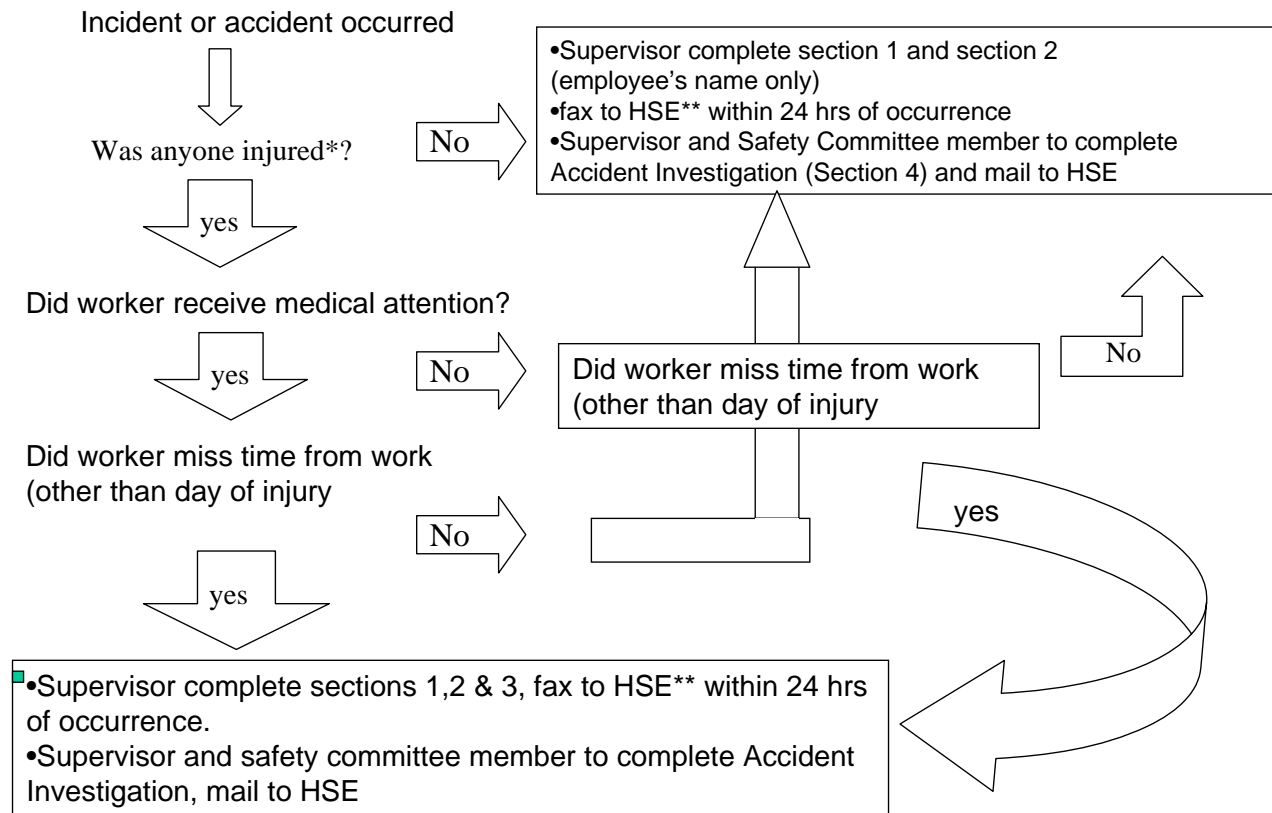 Incident or accident occurred
•Supervisor complete section 1 and section 2
(employee's name only)
•fax to HSE** within 24 hrs of occurrence
•Supervisor and Safety Committee member to complete
Accident Investigation (Section 4) and mail to HSE
Was anyone injured*?
No
yes
Did worker receive medical attention?
yes
No
Did worker miss time from work
(other than day of injury
No
Did worker miss time from work
(other than day of injury
No
yes
yes
•Supervisor complete sections 1,2 & 3, fax to HSE** within 24 hrs
of occurrence.
•Supervisor and safety committee member to complete Accident
Investigation, mail to HSE